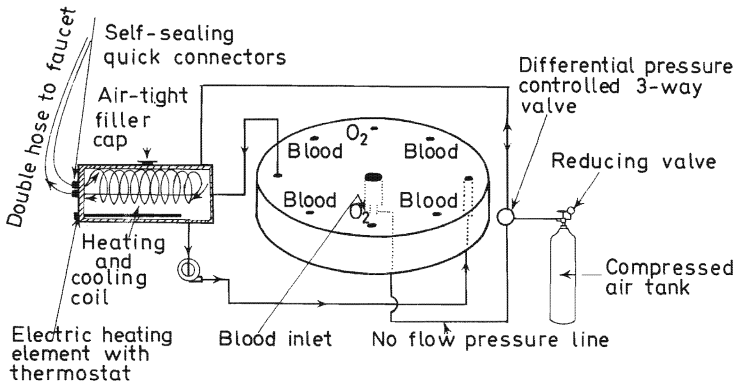 Self-sealing
quick connectors
Double hose to faucet
Air-tight
filler
cap
Differential pressure
controlled 3-way
valve
Reducing valve
O2
Blood
Blood
Blood
Blood
O2
Heating
and
cooling
coil
Compressed
air tank
Electric heating
element with
thermostat
Blood inlet
No flow pressure line